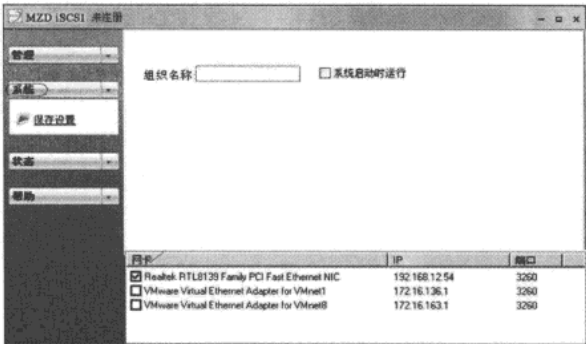 MZD iSCSI 未注册
管理
系统
保存设置
状态
帮助
组织名称:
系统启动时运行
网卡 IP 端口
Realtek RTL8139 Family PCI Fast Ethernet NIC 192.168.12.54 3260
VMware Virtual Ethernet Adapter for VMnet1 172.16.136.1 3260
VMware Virtual Ethernet Adapter for VMnet8 172.16.163.1 3260